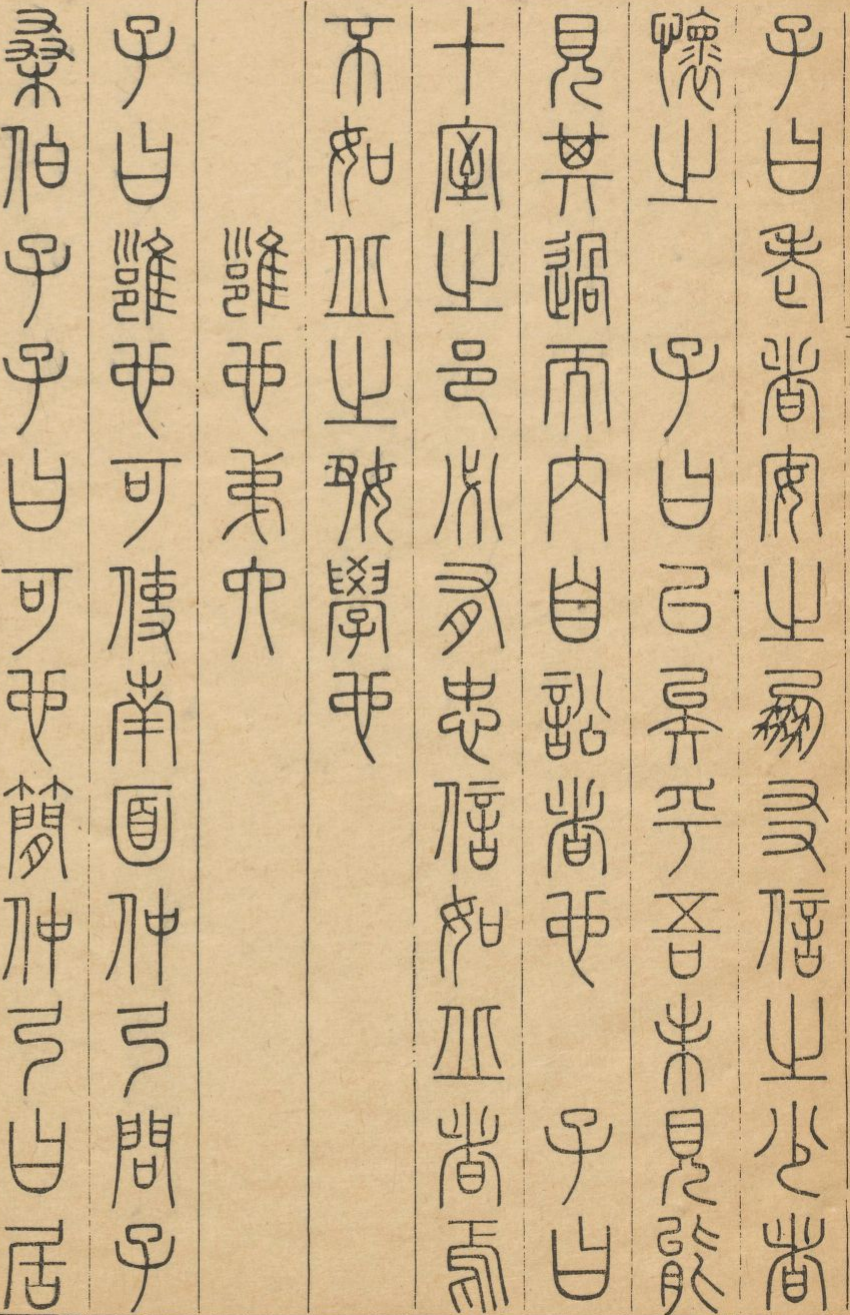 子曰老者安之朋友信之少者
懷之　子曰已矣乎吾未見能
見其過而內自訟者也　子曰
十室之邑必有忠信如丘者焉
不如丘之好學也
雝也弟六
子曰雝也可使南面仲弓問子
桑伯子子曰可也簡仲弓曰居